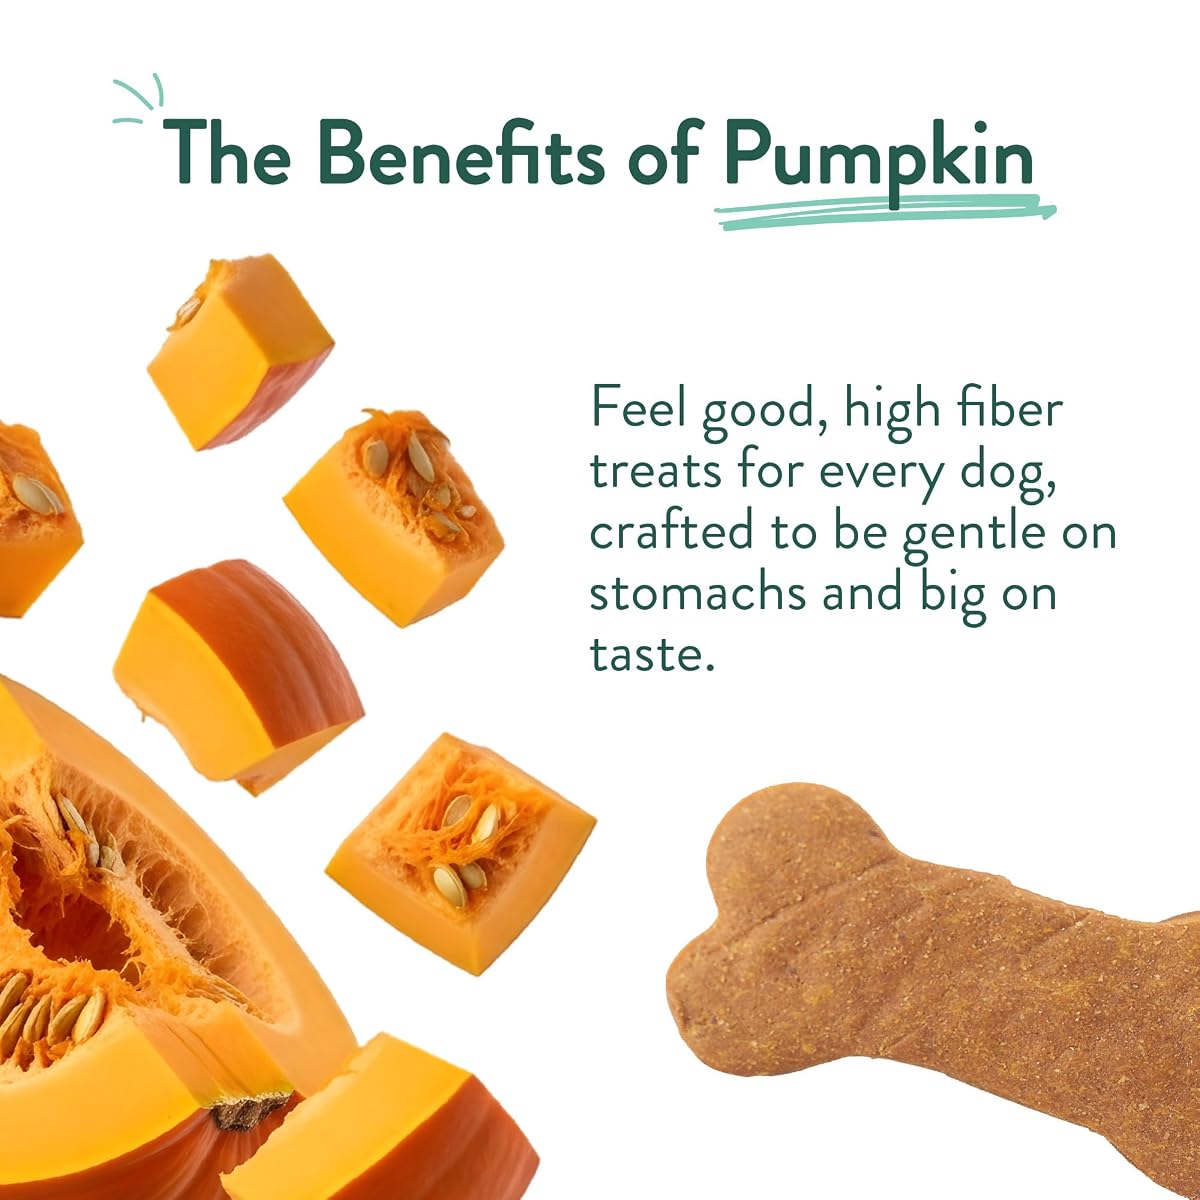 The Benefits of Pumpkin
Feel good, high fiber
treats for every dog,
crafted to be gentle on
stomachs and big on
taste.